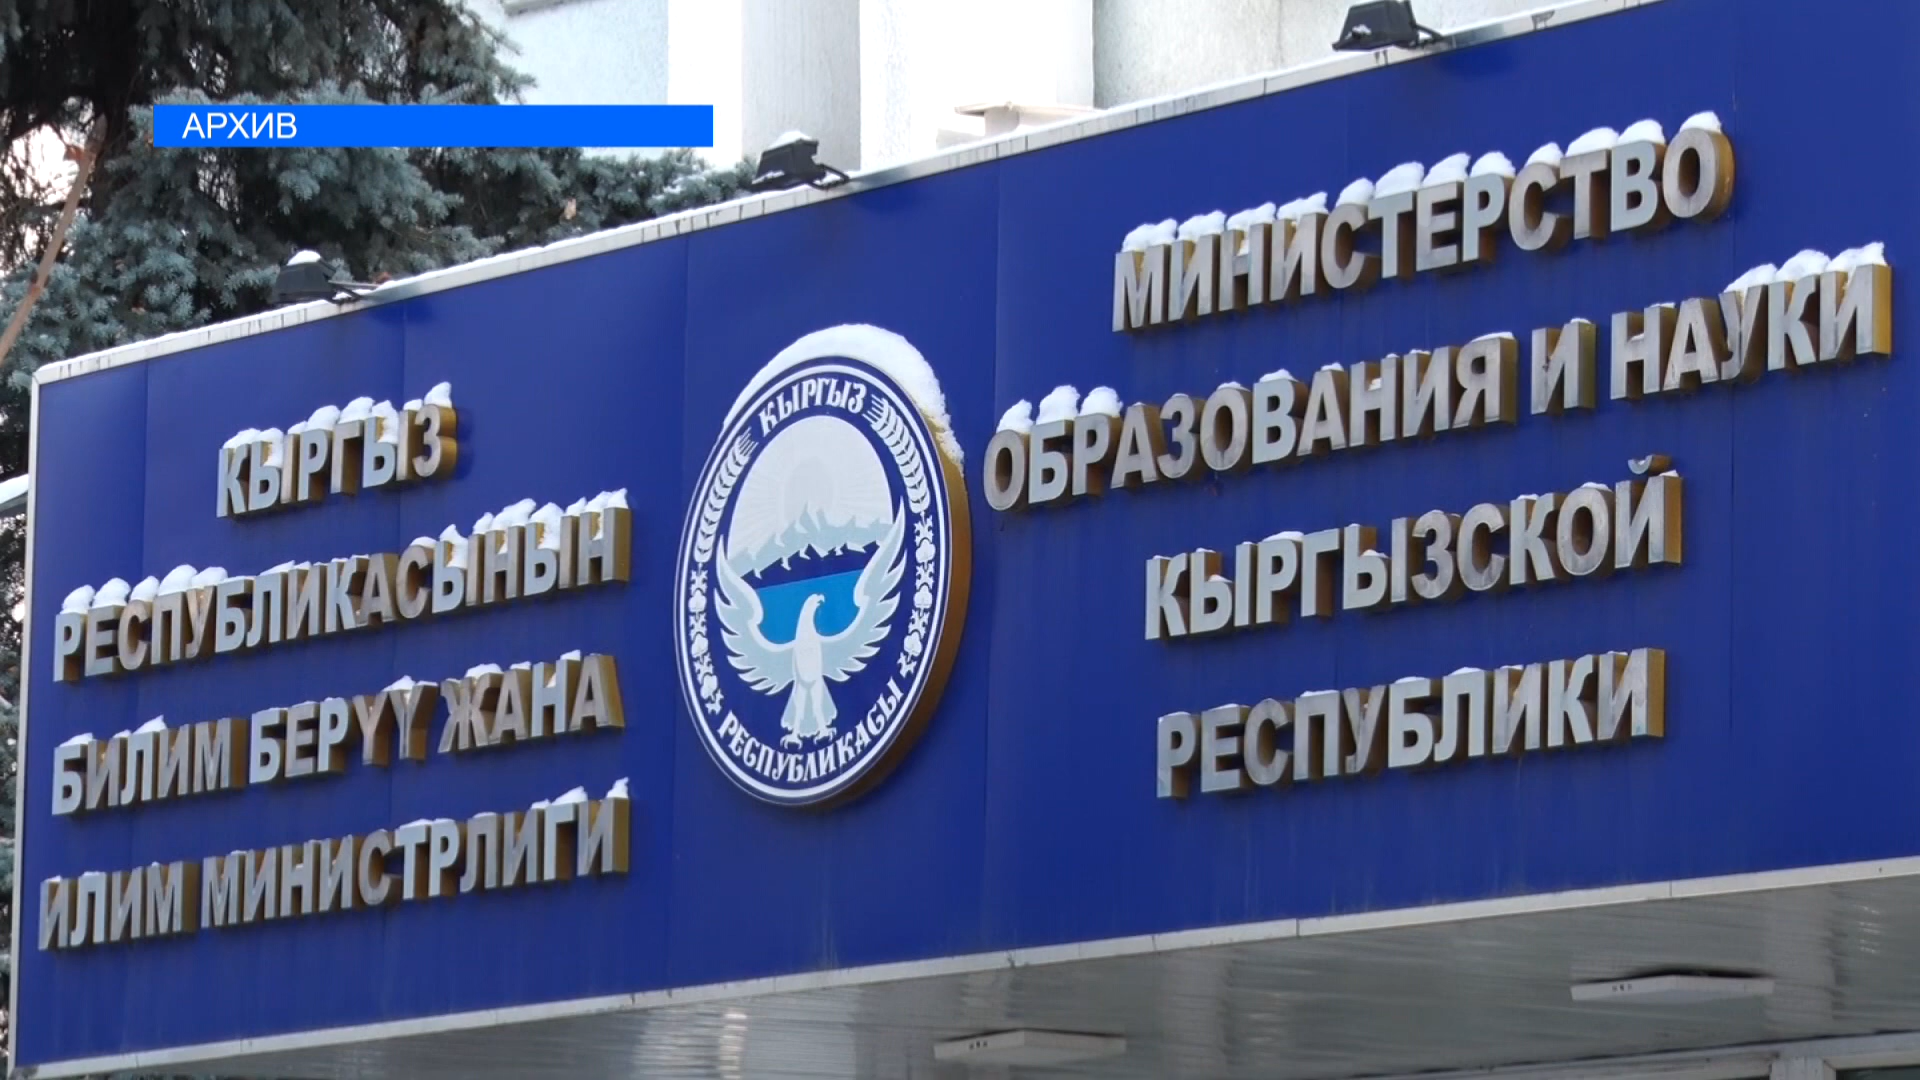 АРХИВ
КЫРГЫЗ
РЕСПУБЛИКАСЫНЫН
БИЛИМ БЕРҮҮ ЖАНА
ИЛИМ МИНИСТРЛИГИ
КЫРГЫЗ
РЕСПУБЛИКАСЫ
МИНИСТЕРСТВО
ОБРАЗОВАНИЯ И НАУКИ
КЫРГЫЗСКОЙ
РЕСПУБЛИКИ